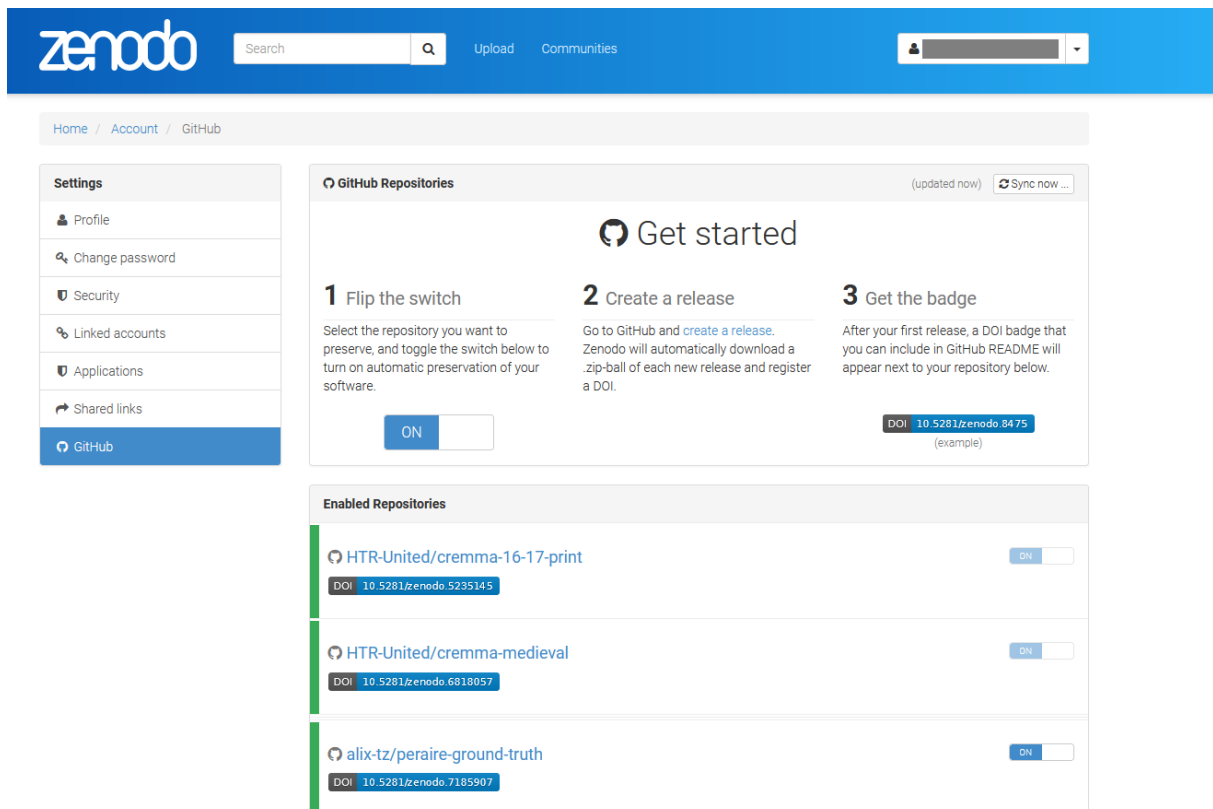 zenodo
Search
Upload Communities
Home / Account / GitHub
Settings
Profile
Change password
Security
Linked accounts
Applications
Shared links
GitHub
GitHub Repositories (updated now) Sync now ...
Get started
1 Flip the switch
Select the repository you want to
preserve, and toggle the switch below to
turn on automatic preservation of your
software.
ON
2 Create a release
Go to GitHub and create a release.
Zenodo will automatically download a
.zip-ball of each new release and register
a DOI.
3 Get the badge
After your first release, a DOI badge that
you can include in GitHub README will
appear next to your repository below.
DOI 10.5281/zenodo.8475
(example)
Enabled Repositories
HTR-United/cremma-16-17-print ON
DOI 10.5281/zenodo.5235145
HTR-United/cremma-medieval ON
DOI 10.5281/zenodo.6818057
alix-tz/peraire-ground-truth ON
DOI 10.5281/zenodo.7185907